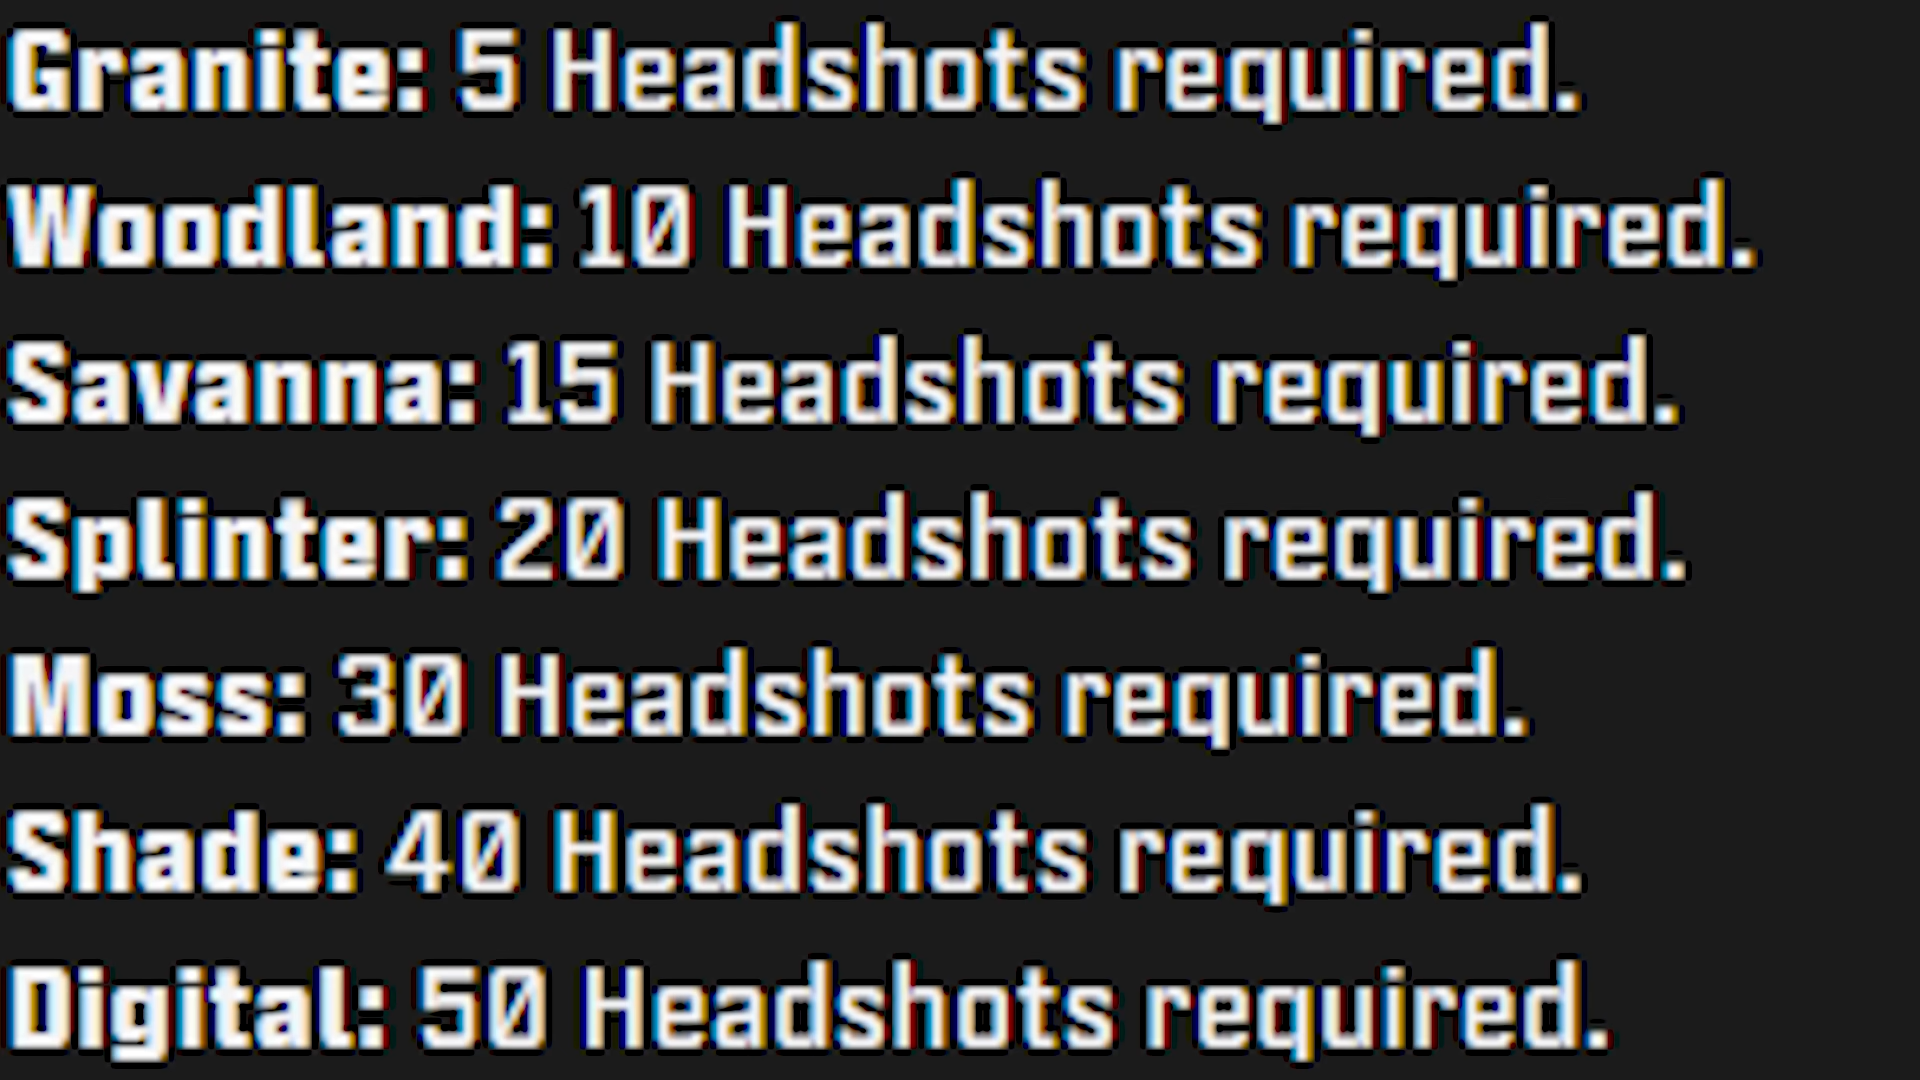 Granite: 5 Headshots required.
Woodland: 10 Headshots required.
Savanna: 15 Headshots required.
Splinter: 20 Headshots required.
Moss: 30 Headshots required.
Shade: 40 Headshots required.
Digital: 50 Headshots required.